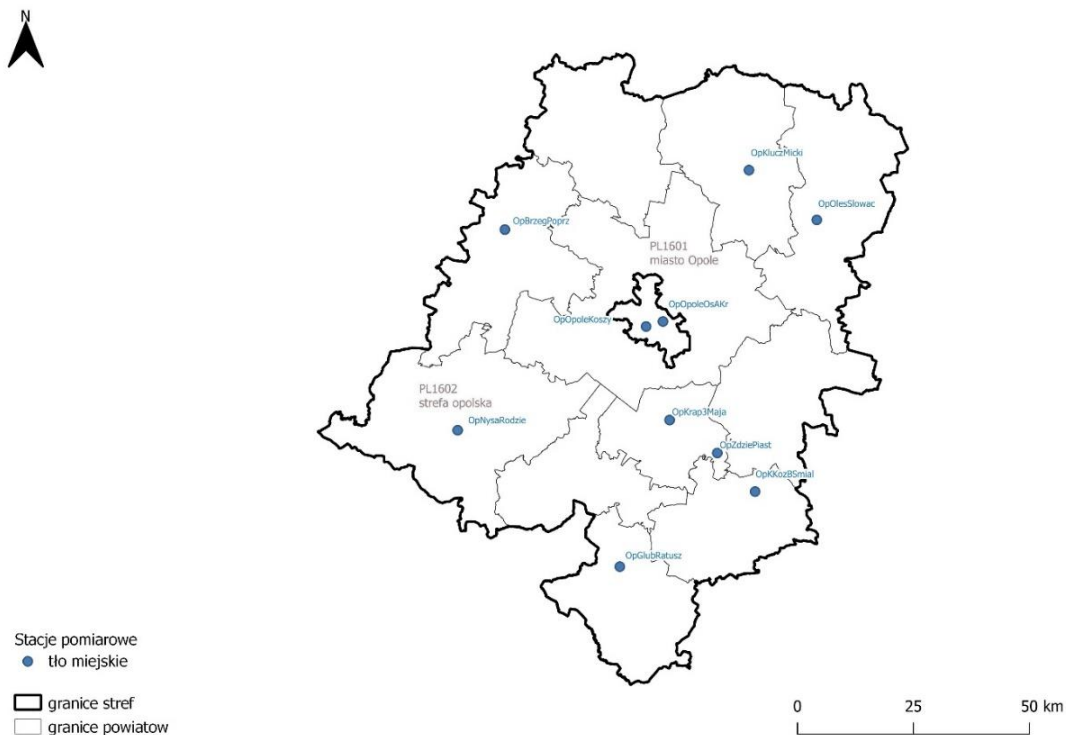 N
OpKluczMicki
OpOlesSlowac
OpBrzegPoprz
PL1601
miasto Opole
OpOpoleOsAKr
OpOpoleKoszy
PL1602
strefa opolska
OpNysaRodzie
OpKrap3Maja
OpZdziePiast
OpKKozBSmial
OpGlubRatusz
Stacje pomiarowe
tło miejskie
granice stref
granice powiatow
0 25 50 km